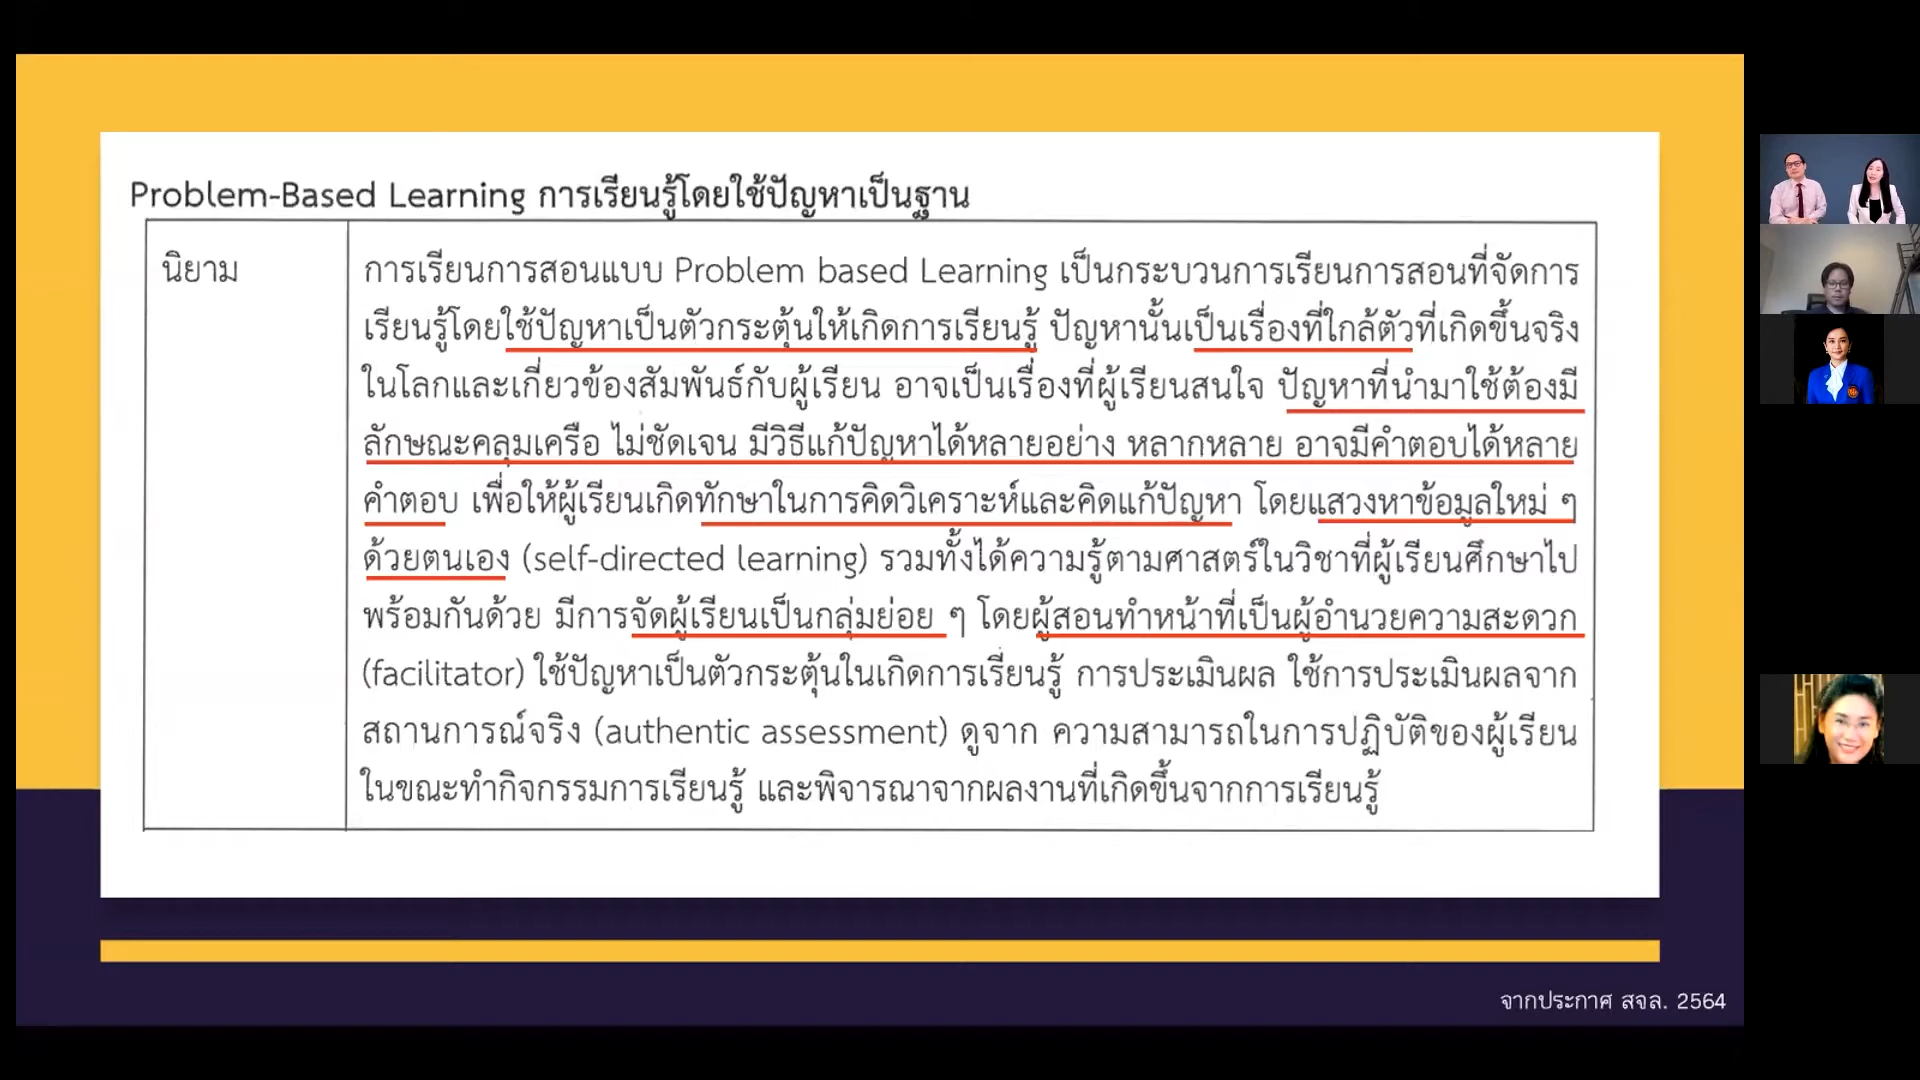 Problem-Based Learning การเรียนรู้โดยใช้ปัญหาเป็นฐาน
นิยาม
การเรียนการสอนแบบ Problem based Learning เป็นกระบวนการเรียนการสอนที่จัดการ
เรียนรู้โดยใช้ปัญหาเป็นตัวกระตุ้นให้เกิดการเรียนรู้ ปัญหานั้นเป็นเรื่องที่ใกล้ตัวที่เกิดขึ้นจริง
ในโลกและเกี่ยวข้องสัมพันธ์กับผู้เรียน อาจเป็นเรื่องที่ผู้เรียนสนใจ ปัญหาที่นำมาใช้ต้องมี
ลักษณะคลุมเครือ ไม่ชัดเจน มีวิธีแก้ปัญหาได้หลายอย่าง หลากหลาย อาจมีคำตอบได้หลาย
คำตอบ เพื่อให้ผู้เรียนเกิดทักษาในการคิดวิเคราะห์และคิดแก้ปัญหา โดยแสวงหาข้อมูลใหม่ ๆ
ด้วยตนเอง (self-directed learning) รวมทั้งได้ความรู้ตามศาสตร์ในวิชาที่ผู้เรียนศึกษาไป
พร้อมกันด้วย มีการจัดผู้เรียนเป็นกลุ่มย่อย ๆ โดยผู้สอนทำหน้าที่เป็นผู้อำนวยความสะดวก
(facilitator) ใช้ปัญหาเป็นตัวกระตุ้นในเกิดการเรียนรู้ การประเมินผล ใช้การประเมินผลจาก
สถานการณ์จริง (authentic assessment) ดูจาก ความสามารถในการปฏิบัติของผู้เรียน
ในขณะทำกิจกรรมการเรียนรู้ และพิจารณาจากผลงานที่เกิดขึ้นจากการเรียนรู้
จากประกาศ สจล. 2564